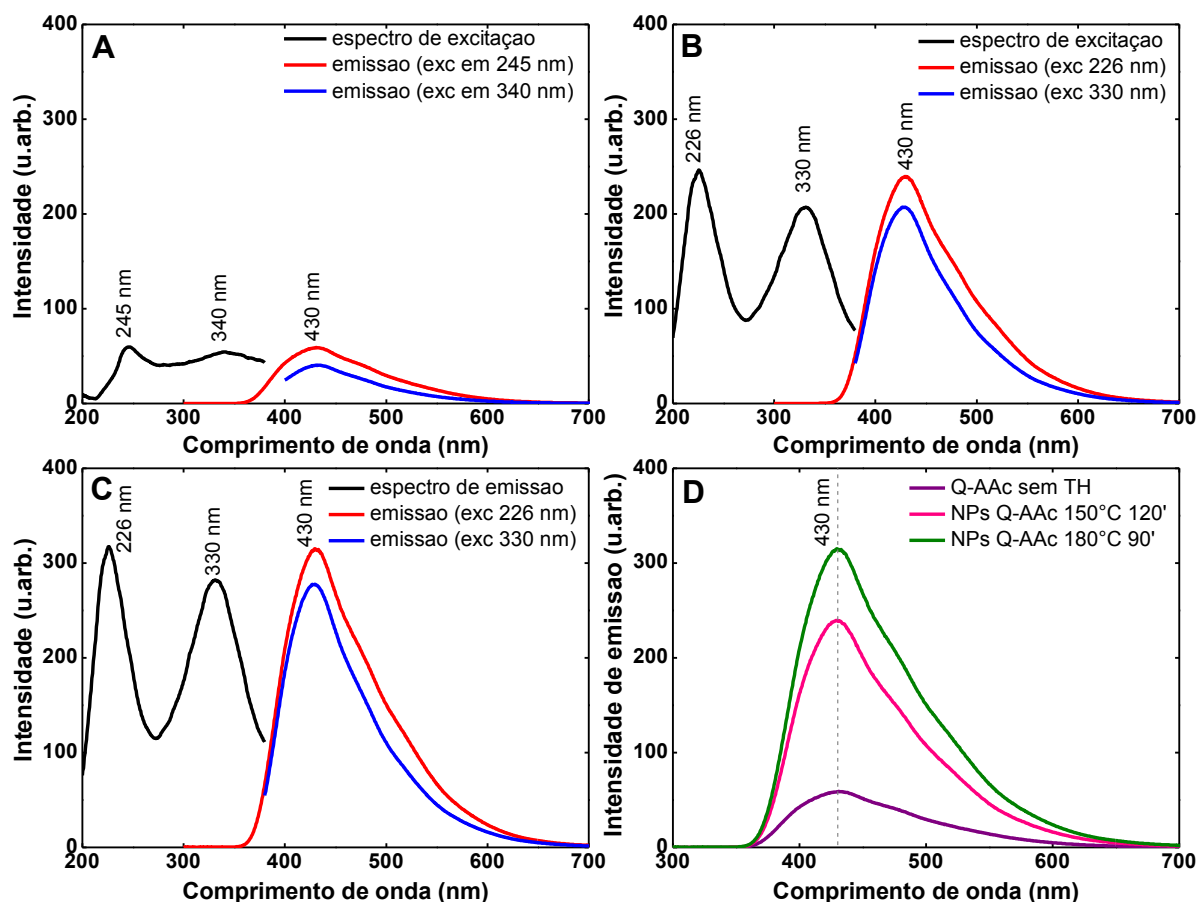 A
espectro de excitaçao
emissao (exc em 245 nm)
emissao (exc em 340 nm)
245 nm
340 nm
430 nm
Intensidade (u.arb.)
400
300
200
100
0
200 300 400 500 600 700
Comprimento de onda (nm)
B
espectro de excitaçao
emissao (exc 226 nm)
emissao (exc 330 nm)
226 nm
330 nm
430 nm
Intensidade (u.arb.)
400
300
200
100
0
200 300 400 500 600 700
Comprimento de onda (nm)
C
espectro de emissao
emissao (exc 226 nm)
emissao (exc 330 nm)
226 nm
330 nm
430 nm
Intensidade (u.arb.)
400
300
200
100
0
200 300 400 500 600 700
Comprimento de onda (nm)
D
Q-AAc sem TH
NPs Q-AAc 150°C 120'
NPs Q-AAc 180°C 90'
430 nm
Intensidade de emissao (u.arb.)
400
300
200
100
0
300 400 500 600 700
Comprimento de onda (nm)